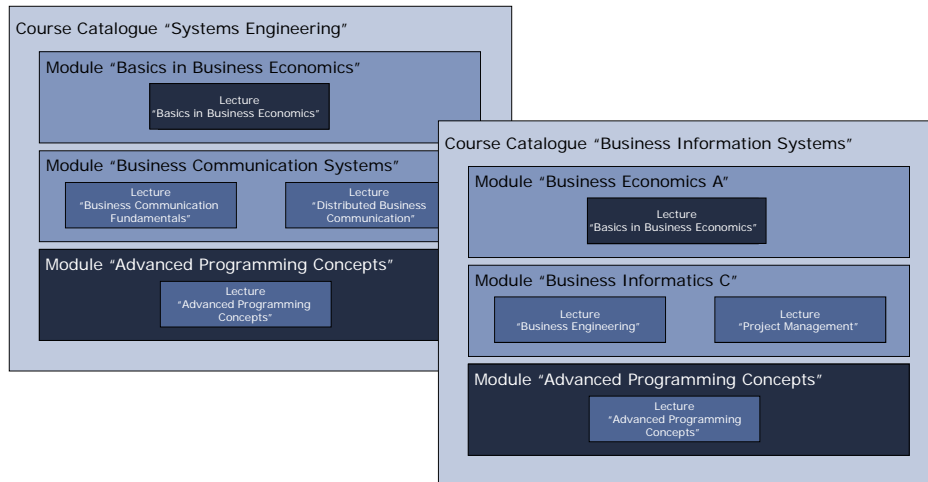 Course Catalogue “Systems Engineering”
Module “Basics in Business Economics”
Lecture
“Basics in Business Economics”
Module “Business Communication Systems”
Lecture
“Business Communication
Fundamentals”
Lecture
“Distributed Business
Communication”
Module “Advanced Programming Concepts”
Lecture
“Advanced Programming
Concepts”
Course Catalogue “Business Information Systems”
Module “Business Economics A”
Lecture
“Basics in Business Economics”
Module “Business Informatics C”
Lecture
“Business Engineering”
Lecture
“Project Management”
Module “Advanced Programming Concepts”
Lecture
“Advanced Programming
Concepts”